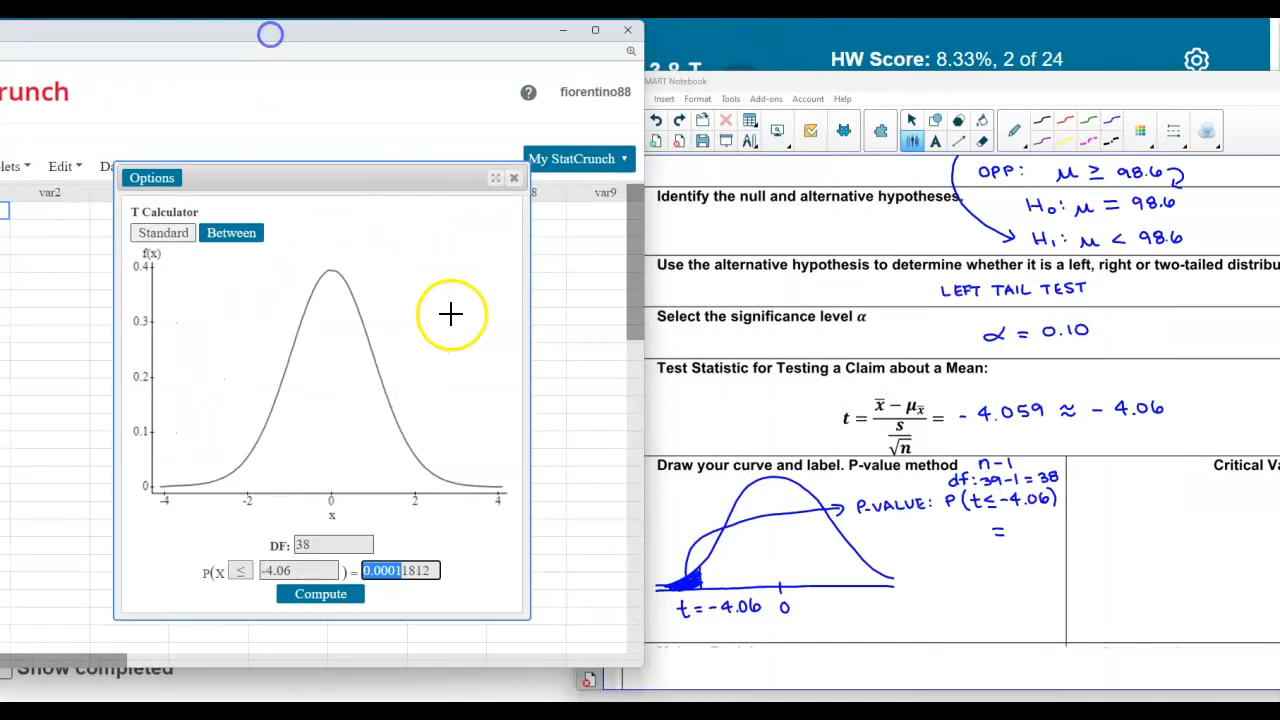 runch
fiorentino88
lets
Edit
My StatCrunch
var2
var9
Options
T Calculator
Standard
Between
f(x)
0.4
0.3
0.2
0.1
0
-4
-2
0
2
4
x
DF: 38
P(X ≤ -4.06 ) = 0.00011812
Compute
Show completed
HW Score: 8.33%, 2 of 24
MART Notebook
Insert Format Tools Add-ons Account Help
OPP: μ ≥ 98.6
Identify the null and alternative hypotheses.
H₀: μ = 98.6
H₁: μ < 98.6
Use the alternative hypothesis to determine whether it is a left, right or two-tailed distribu
LEFT TAIL TEST
Select the significance level α
α = 0.10
Test Statistic for Testing a Claim about a Mean:
t = (x̄ − μx̄) / (s/√n) = - 4.059 ≈ - 4.06
Draw your curve and label. P-value method
n-1
Critical Va
df: 39-1 = 38
P-VALUE: P(t ≤ -4.06)
=
t = -4.06 0